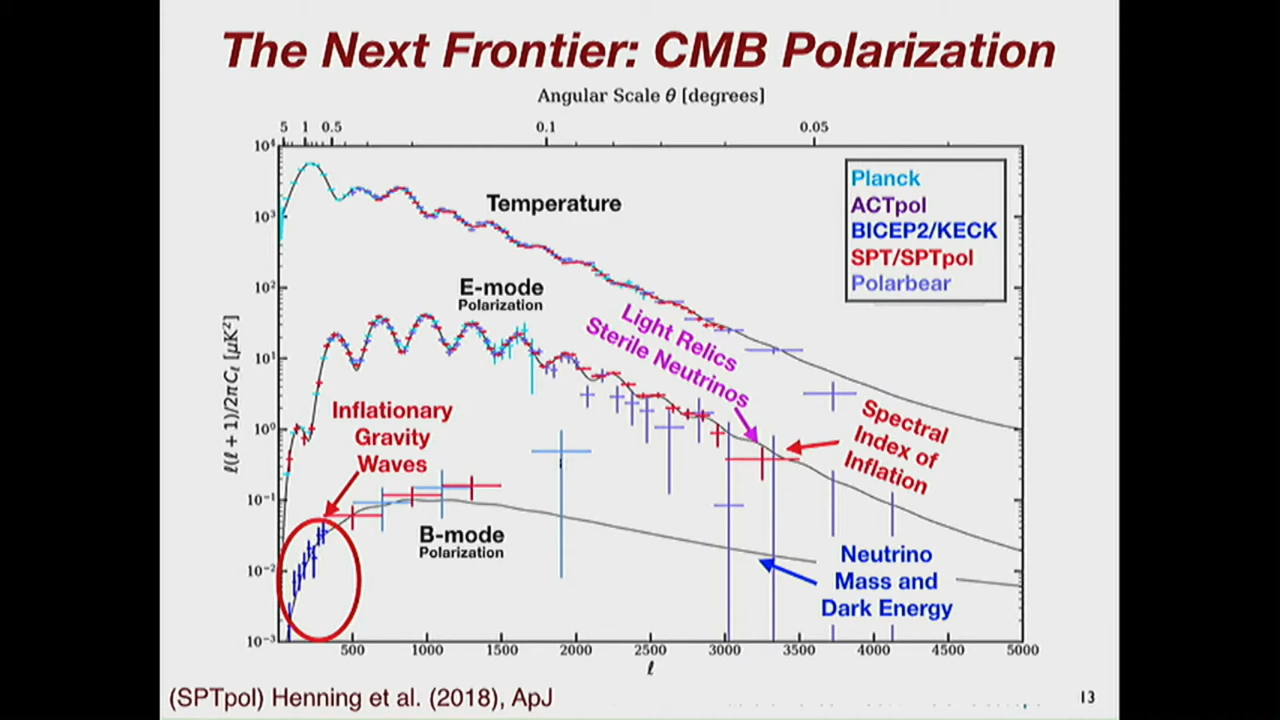 The Next Frontier: CMB Polarization
Angular Scale θ [degrees]
5 1 0.5 0.1 0.05
10⁴
10³
10²
10¹
10⁰
10⁻¹
10⁻²
10⁻³
ℓ(ℓ + 1)/2πCℓ [μK²]
Temperature
Planck
ACTpol
BICEP2/KECK
SPT/SPTpol
Polarbear
E-mode
Polarization
Light Relics
Sterile Neutrinos
Inflationary
Gravity
Waves
Spectral
Index of
Inflation
B-mode
Polarization
Neutrino
Mass and
Dark Energy
500 1000 1500 2000 2500 3000 3500 4000 4500 5000
ℓ
(SPTpol) Henning et al. (2018), ApJ
13